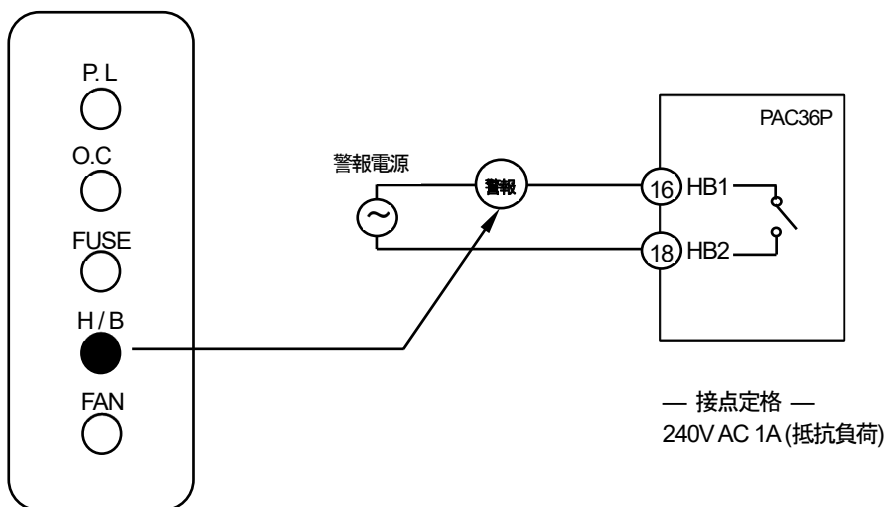 P. L
O.C
FUSE
H / B
FAN
警報電源
警報
～
PAC36P
16 HB1
18 HB2
― 接点定格 ―
240V AC 1A (抵抗負荷)